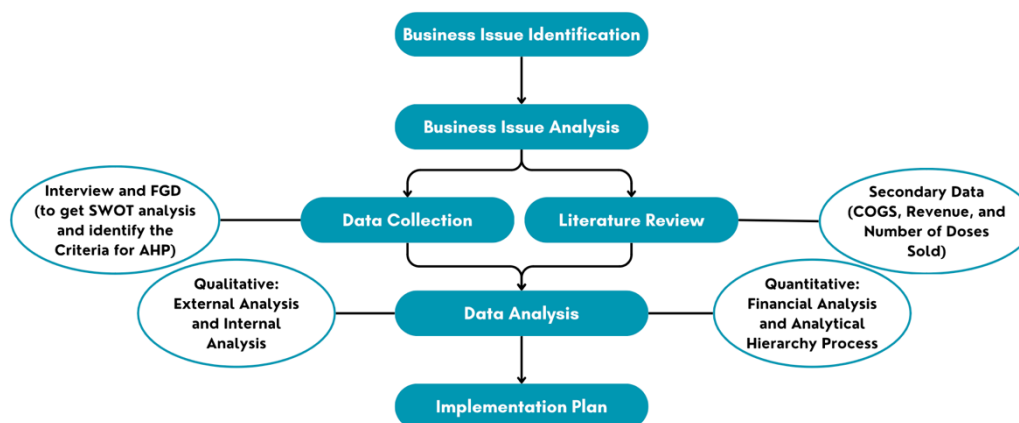 Business Issue Identification
Business Issue Analysis
Interview and FGD
(to get SWOT analysis
and identify the
Criteria for AHP)
Data Collection
Literature Review
Secondary Data
(COGS, Revenue, and
Number of Doses
Sold)
Qualitative:
External Analysis
and Internal
Analysis
Data Analysis
Quantitative:
Financial Analysis
and Analytical
Hierarchy Process
Implementation Plan